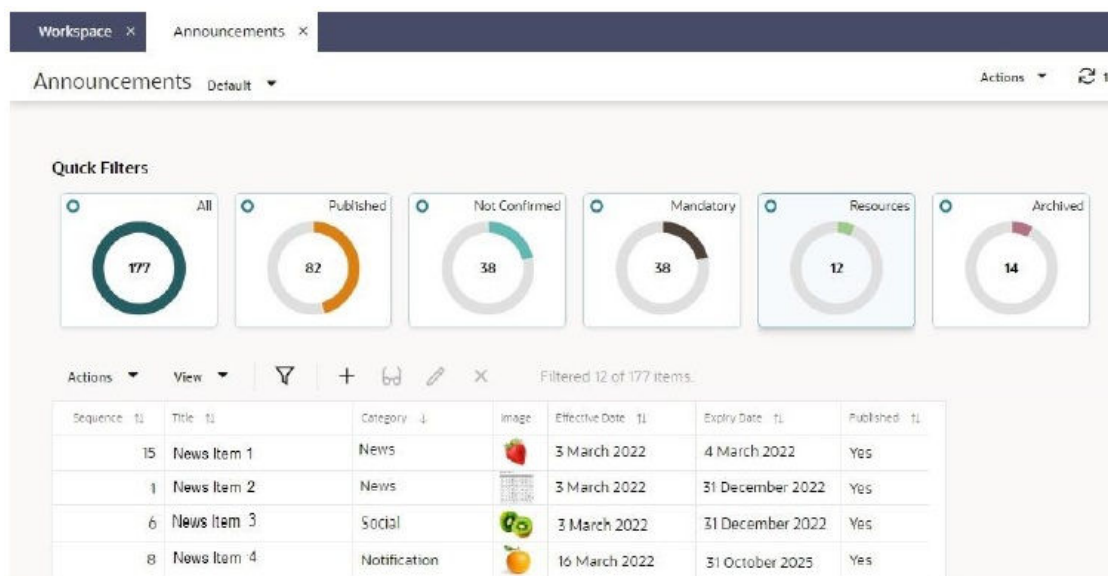 Workspace × Announcements ×
Announcements Default Actions
Quick Filters
All Published Not Confirmed Mandatory Resources Archived
177 82 38 38 12 14
Actions View Filtered 12 of 177 items.
Sequence Title Category Image Effective Date Expiry Date Published
15 News Item 1 News 3 March 2022 4 March 2022 Yes
1 News Item 2 News 3 March 2022 31 December 2022 Yes
6 News Item 3 Social 3 March 2022 31 December 2022 Yes
8 News Item 4 Notification 16 March 2022 31 October 2025 Yes